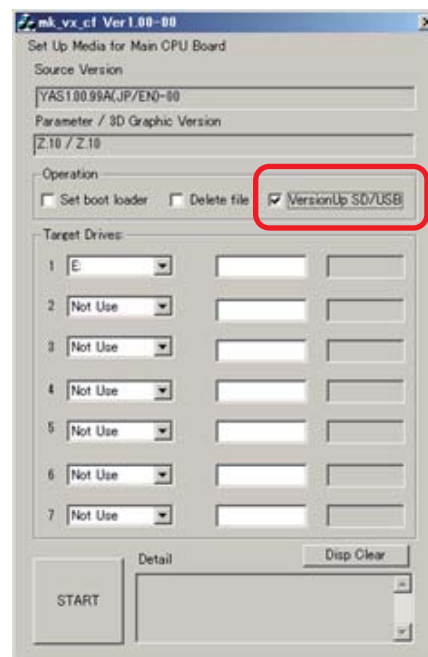 mk_vx_cf Ver1.00-00
Set Up Media for Main CPU Board
Source Version
YAS1.00.99A(JP/EN)-00
Parameter / 3D Graphic Version
Z.10 / Z.10
Operation
Set boot loader Delete file VersionUp SD/USB
Target Drives:
1 E:
2 Not Use
3 Not Use
4 Not Use
5 Not Use
6 Not Use
7 Not Use
Detail Disp Clear
START